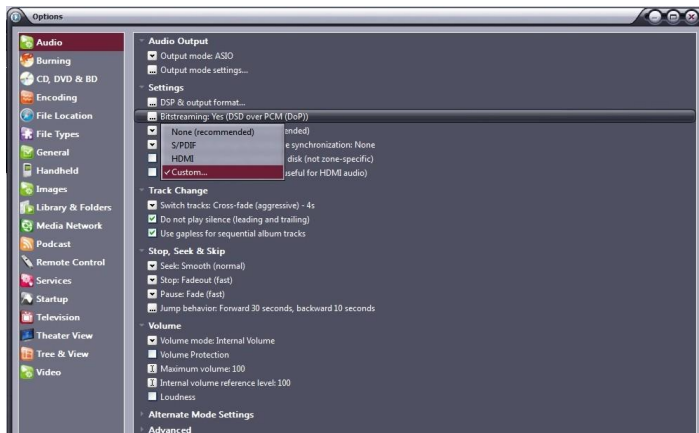 Options
Audio
Burning
CD, DVD & BD
Encoding
File Location
File Types
General
Handheld
Images
Library & Folders
Media Network
Podcast
Remote Control
Services
Startup
Television
Theater View
Tree & View
Video
Audio Output
Output mode: ASIO
Output mode settings...
Settings
DSP & output format...
Bitstreaming: Yes (DSD over PCM (DoP))
None (recommended)
S/PDIF
HDMI
Custom...
ended)
e synchronization: None
disk (not zone-specific)
useful for HDMI audio)
Track Change
Switch tracks: Cross-fade (aggressive) - 4s
Do not play silence (leading and trailing)
Use gapless for sequential album tracks
Stop, Seek & Skip
Seek: Smooth (normal)
Stop: Fadeout (fast)
Pause: Fade (fast)
Jump behavior: Forward 30 seconds, backward 10 seconds
Volume
Volume mode: Internal Volume
Volume Protection
Maximum volume: 100
Internal volume reference level: 100
Loudness
Alternate Mode Settings
Advanced